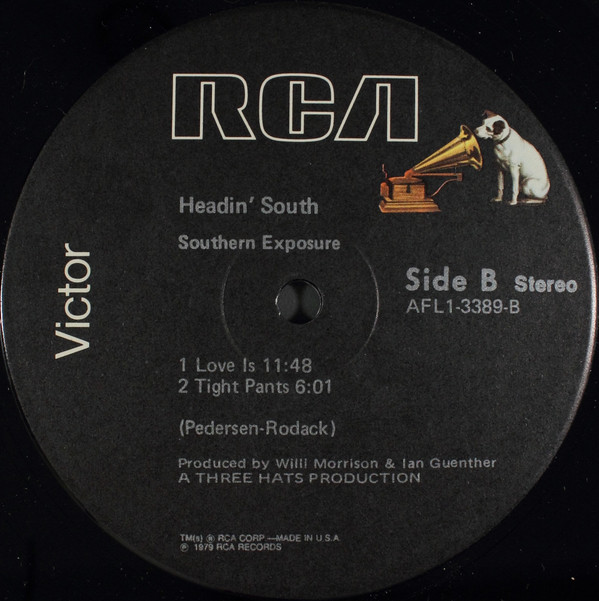 RCA
Victor
Headin' South
Southern Exposure
Side B Stereo
AFL1-3389-B
1 Love Is 11:48
2 Tight Pants 6:01
(Pedersen-Rodack)
Produced by Willi Morrison & Ian Guenther
A THREE HATS PRODUCTION
TM(s) ® RCA CORP.—MADE IN U.S.A.
℗ 1979 RCA RECORDS